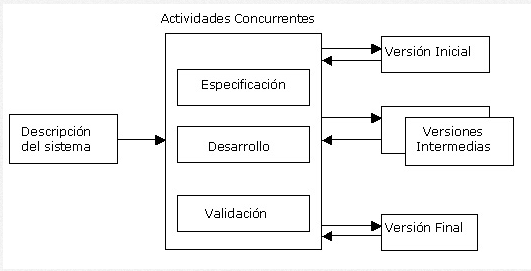 Actividades Concurrentes
Descripción
del sistema
Especificación
Desarrollo
Validación
Versión Inicial
Versiones
Intermedias
Versión Final